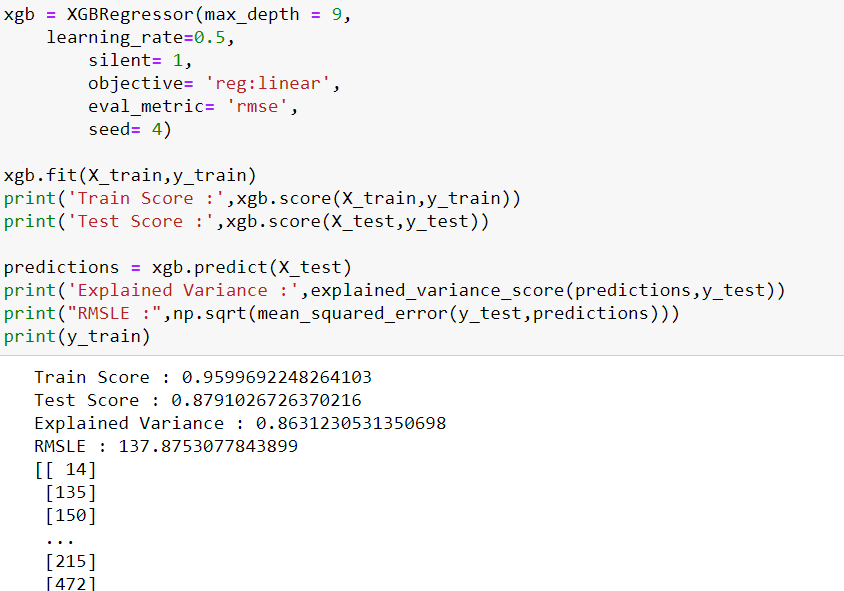 xgb = XGBRegressor(max_depth = 9,
learning_rate=0.5,
silent= 1,
objective= 'reg:linear',
eval_metric= 'rmse',
seed= 4)
xgb.fit(X_train,y_train)
print('Train Score :',xgb.score(X_train,y_train))
print('Test Score :',xgb.score(X_test,y_test))
predictions = xgb.predict(X_test)
print('Explained Variance :',explained_variance_score(predictions,y_test))
print("RMSLE :",np.sqrt(mean_squared_error(y_test,predictions)))
print(y_train)
Train Score : 0.9599692248264103
Test Score : 0.8791026726370216
Explained Variance : 0.8631230531350698
RMSLE : 137.8753077843899
[[ 14]
[135]
[150]
...
[215]
[472]